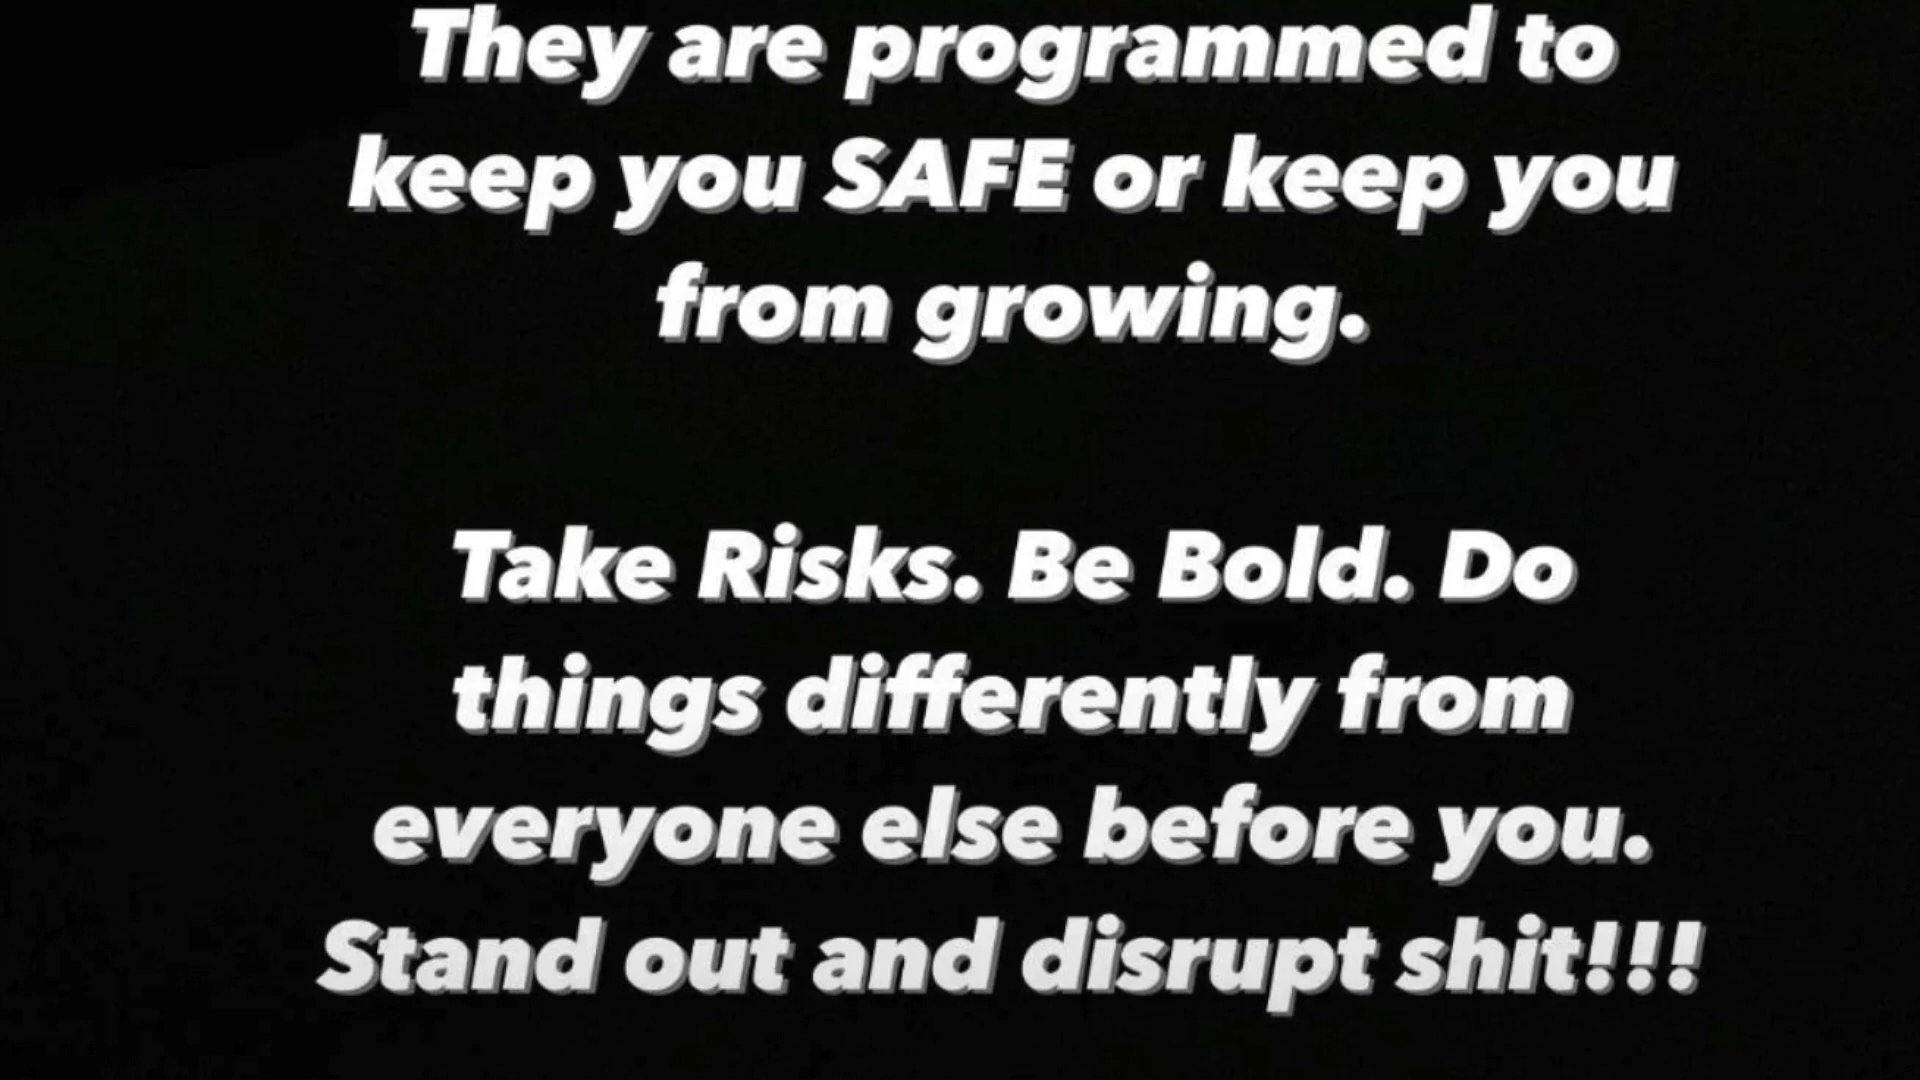 They are programmed to
keep you SAFE or keep you
from growing.
Take Risks. Be Bold. Do
things differently from
everyone else before you.
Stand out and disrupt shit!!!